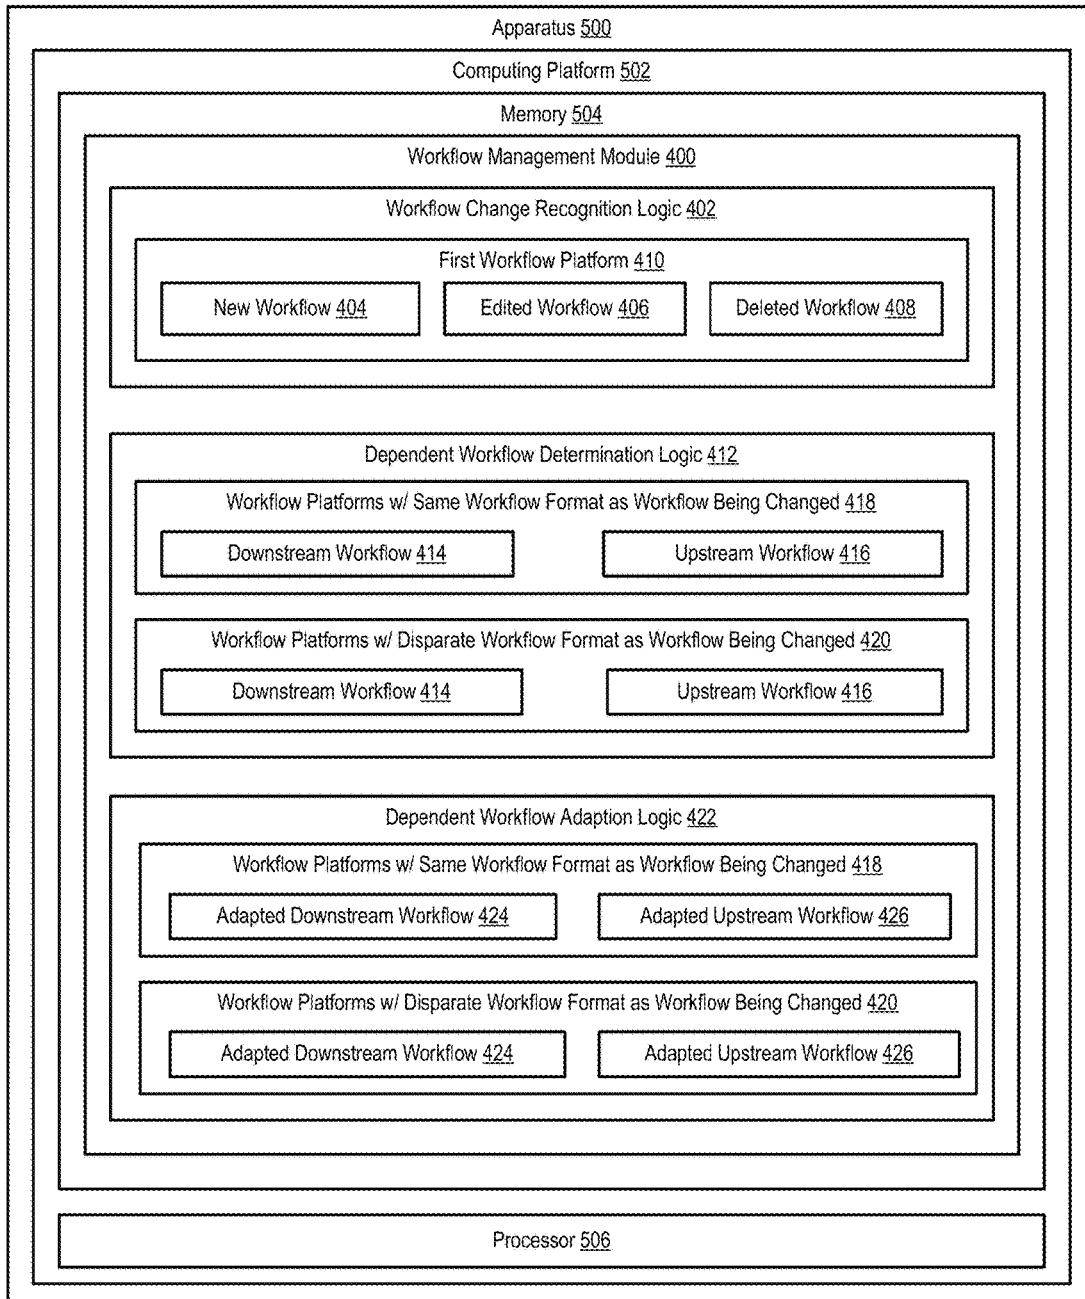 Apparatus 500
Computing Platform 502
Memory 504
Workflow Management Module 400
Workflow Change Recognition Logic 402
First Workflow Platform 410
New Workflow 404
Edited Workflow 406
Deleted Workflow 408
Dependent Workflow Determination Logic 412
Workflow Platforms w/ Same Workflow Format as Workflow Being Changed 418
Downstream Workflow 414
Upstream Workflow 416
Workflow Platforms w/ Disparate Workflow Format as Workflow Being Changed 420
Downstream Workflow 414
Upstream Workflow 416
Dependent Workflow Adaption Logic 422
Workflow Platforms w/ Same Workflow Format as Workflow Being Changed 418
Adapted Downstream Workflow 424
Adapted Upstream Workflow 426
Workflow Platforms w/ Disparate Workflow Format as Workflow Being Changed 420
Adapted Downstream Workflow 424
Adapted Upstream Workflow 426
Processor 506